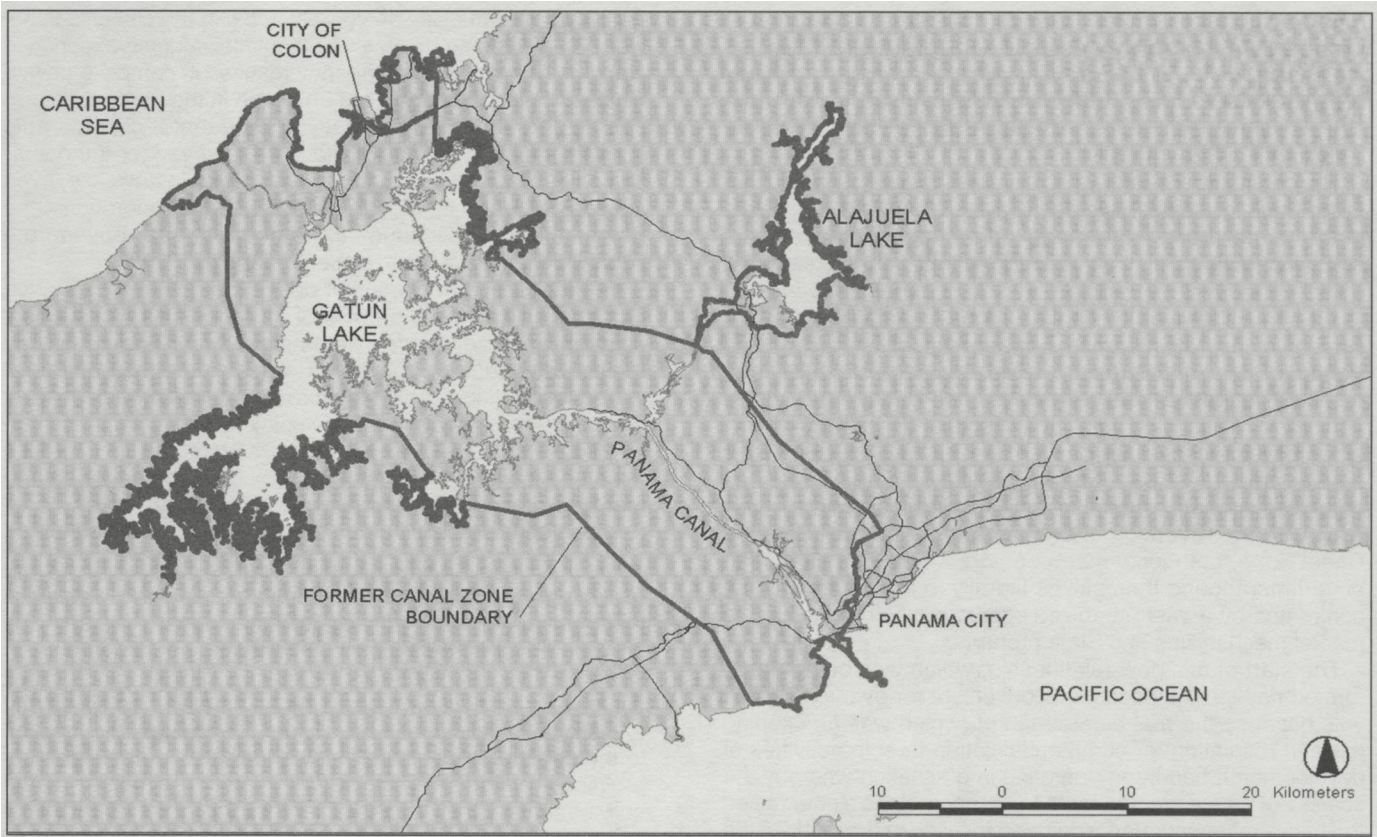 CITY OF
COLON
CARIBBEAN
SEA
ALAJUELA
LAKE
GATUN
LAKE
PANAMA CANAL
FORMER CANAL ZONE
BOUNDARY
PANAMA CITY
PACIFIC OCEAN
10 0 10 20 Kilometers